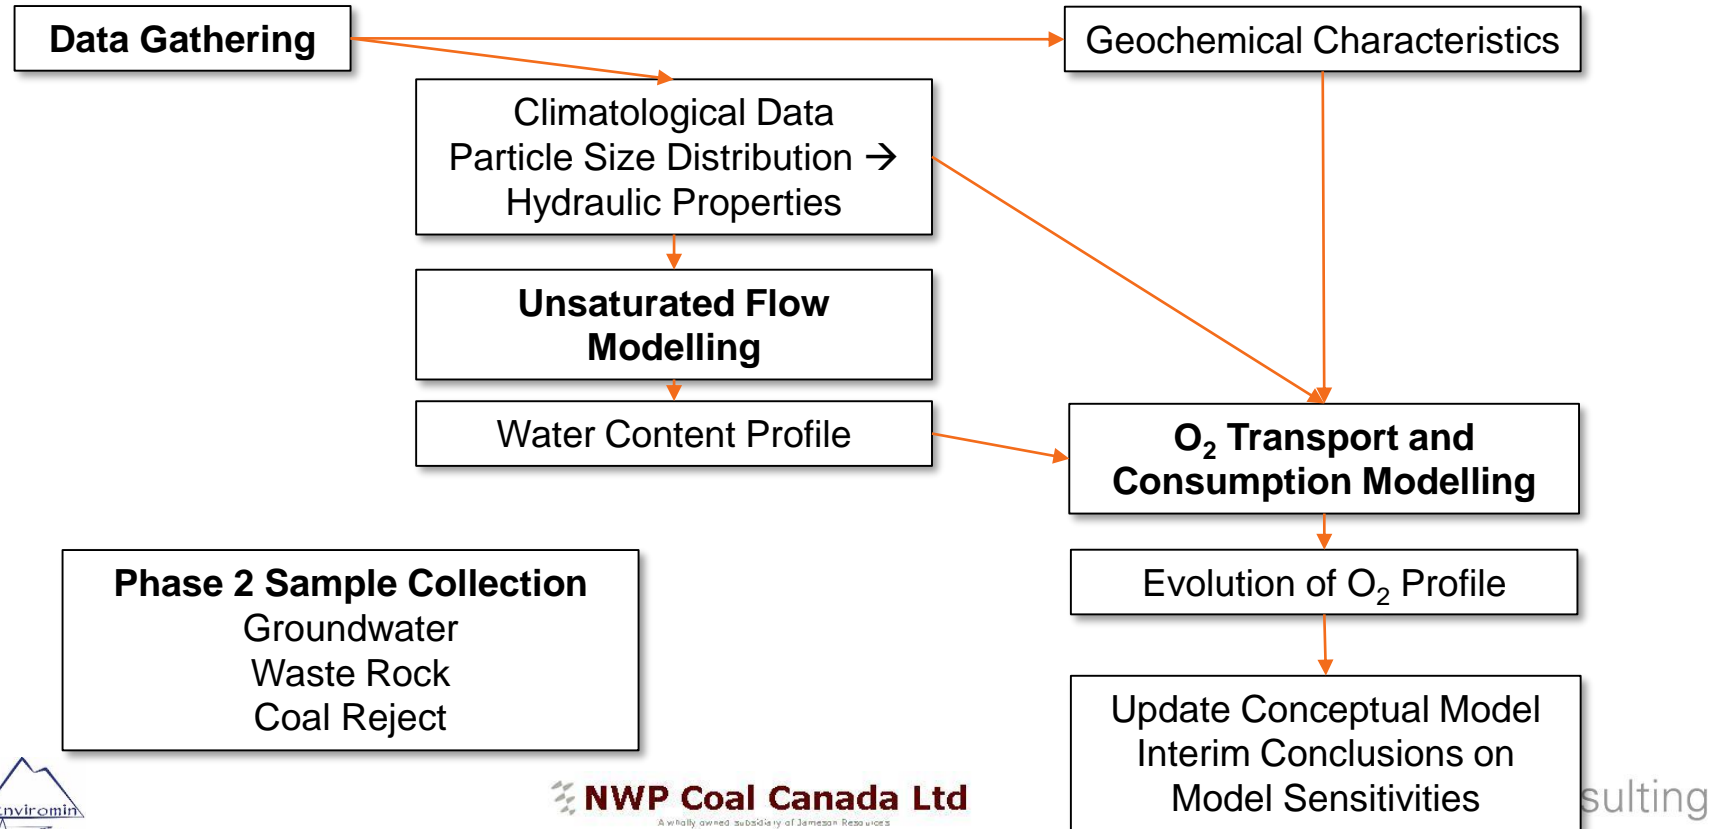 Data Gathering
Geochemical Characteristics
Climatological Data
Particle Size Distribution →
Hydraulic Properties
Unsaturated Flow
Modelling
Water Content Profile
O₂ Transport and
Consumption Modelling
Evolution of O₂ Profile
Phase 2 Sample Collection
Groundwater
Waste Rock
Coal Reject
Update Conceptual Model
Interim Conclusions on
Model Sensitivities
Enviromin
NWP Coal Canada Ltd
A wholly owned subsidiary of Jameson Resources
sulting